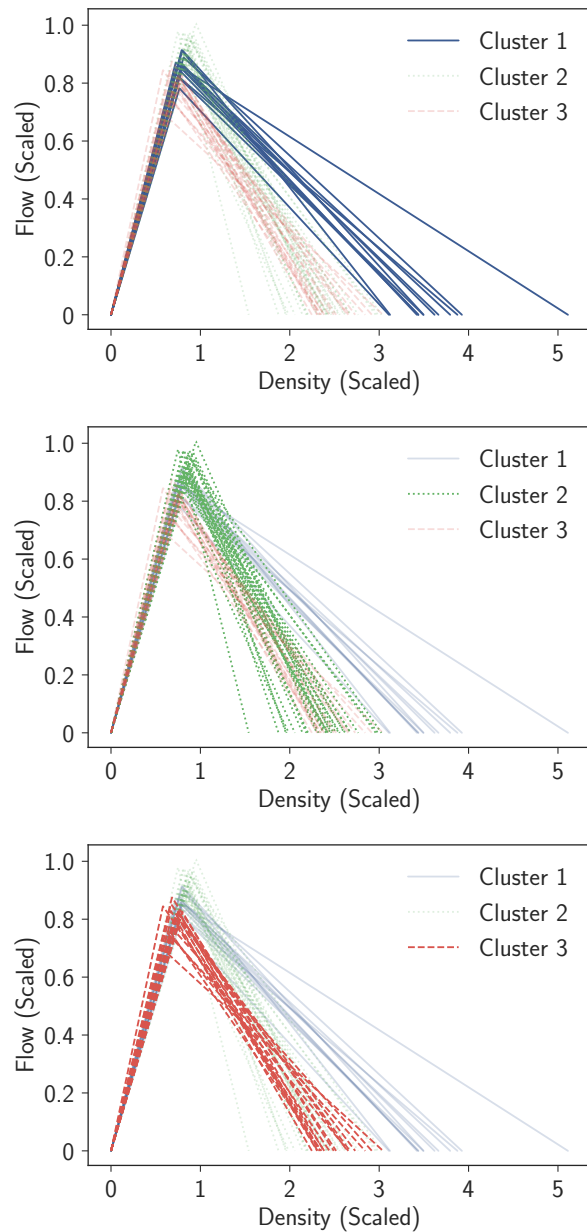 1.0
0.8
0.6
0.4
0.2
0
Flow (Scaled)
Cluster 1
Cluster 2
Cluster 3
0 1 2 3 4 5
Density (Scaled)
1.0
0.8
0.6
0.4
0.2
0
Flow (Scaled)
Cluster 1
Cluster 2
Cluster 3
0 1 2 3 4 5
Density (Scaled)
1.0
0.8
0.6
0.4
0.2
0
Flow (Scaled)
Cluster 1
Cluster 2
Cluster 3
0 1 2 3 4 5
Density (Scaled)